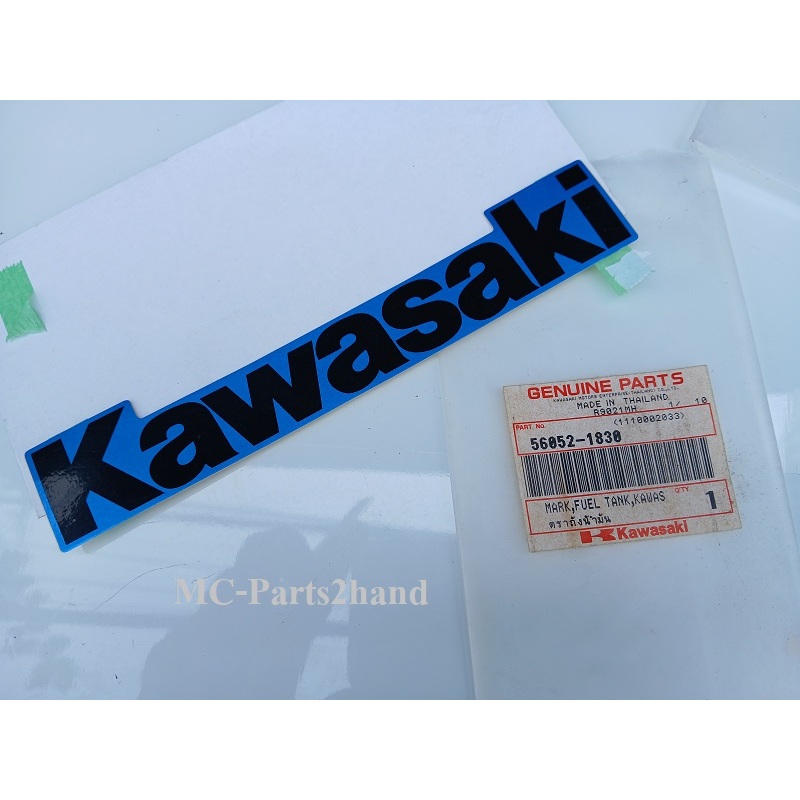 Kawasaki
GENUINE PARTS
KAWASAKI MOTORS ENTERPRISE (THAILAND) CO.,LTD.
MADE IN THAILAND
R9021MH 1/ 10
(1110002033)
PART NO.
56052-1830
MARK,FUEL TANK,KAWAS
QTY
1
ตราถังน้ำมัน
Kawasaki
MC-Parts2hand